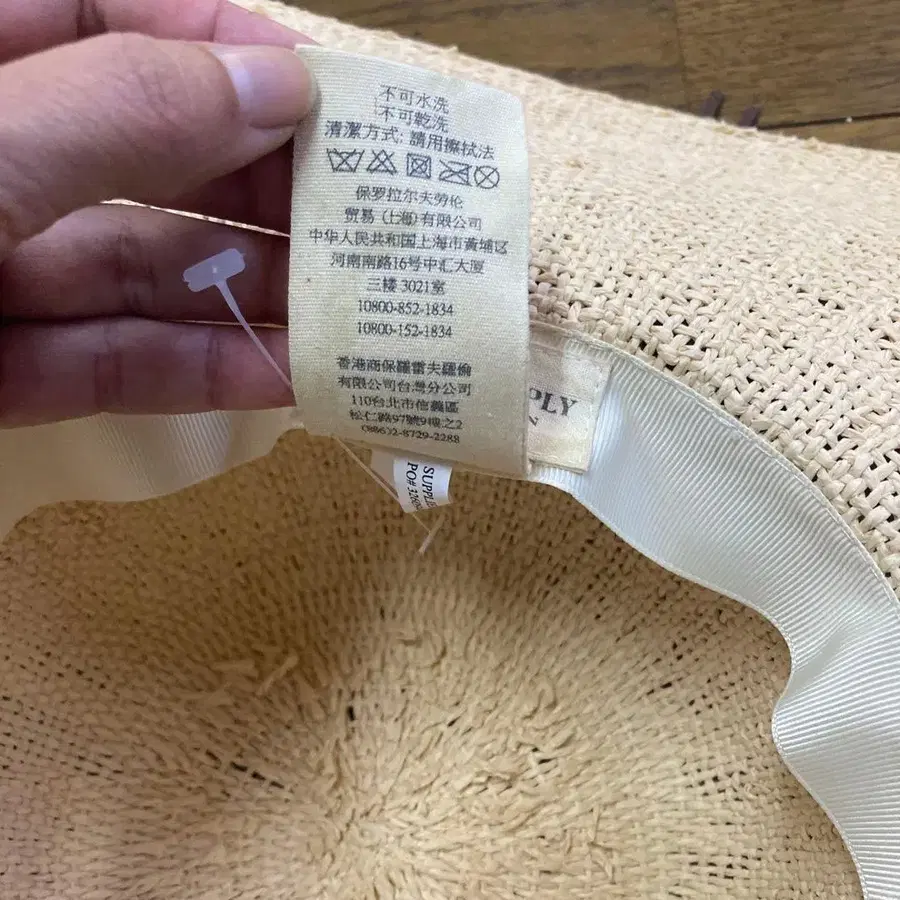 不可水洗
不可乾洗
清潔方式: 請用擦拭法
保罗拉尔夫劳伦
贸易 (上海) 有限公司
中华人民共和国上海市黄埔区
河南南路16号中汇大厦
三樓 3021室
10800-852-1834
10800-152-1834
香港商保羅雷夫羅倫
有限公司台灣分公司
110台北市信義區
松仁路97號9樓之2
(08862-8729-2288
PLY
N
SUPPLIE
PO#